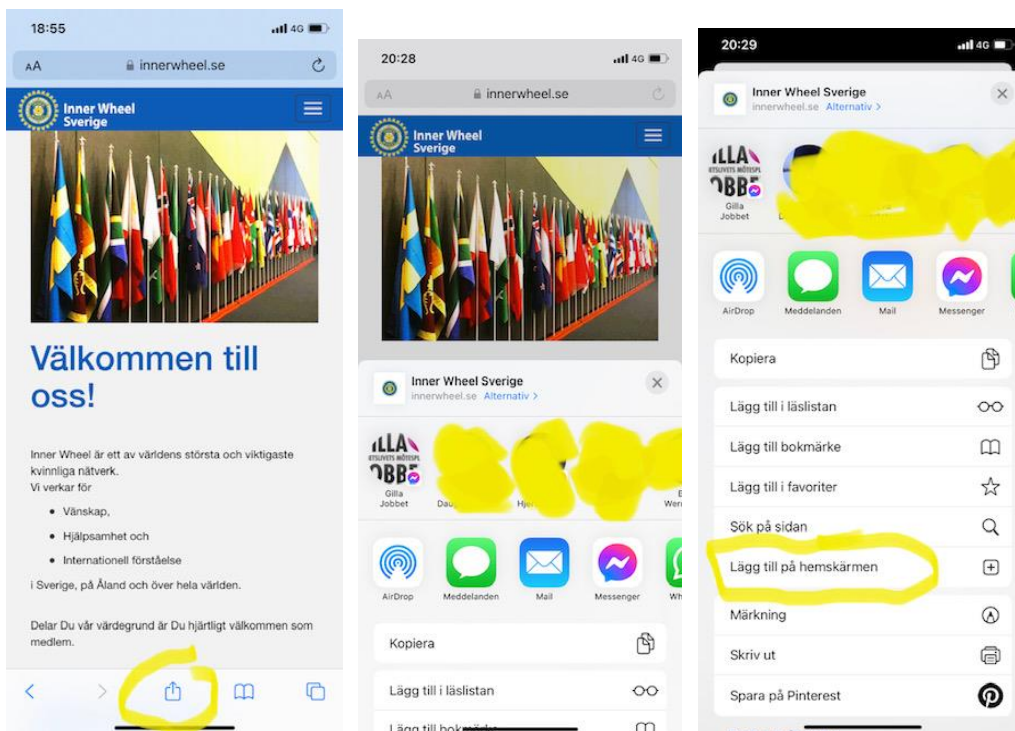 18:55
4G
AA
innerwheel.se
Inner Wheel
Sverige
Välkommen till
oss!
Inner Wheel är ett av världens största och viktigaste
kvinnliga nätverk.
Vi verkar för
• Vänskap,
• Hjälpsamhet och
• Internationell förståelse
i Sverige, på Åland och över hela världen.
Delar Du vår värdegrund är Du hjärtligt välkommen som
medlem.
20:28
4G
AA
innerwheel.se
Inner Wheel
Sverige
Inner Wheel Sverige
innerwheel.se Alternativ >
Gilla
Jobbet
AirDrop
Meddelanden
Mail
Messenger
Kopiera
Lägg till i läslistan
Lägg till bokmärke
20:29
4G
Inner Wheel Sverige
innerwheel.se Alternativ >
Gilla
Jobbet
AirDrop
Meddelanden
Mail
Messenger
Kopiera
Lägg till i läslistan
Lägg till bokmärke
Lägg till i favoriter
Sök på sidan
Lägg till på hemskärmen
Märkning
Skriv ut
Spara på Pinterest